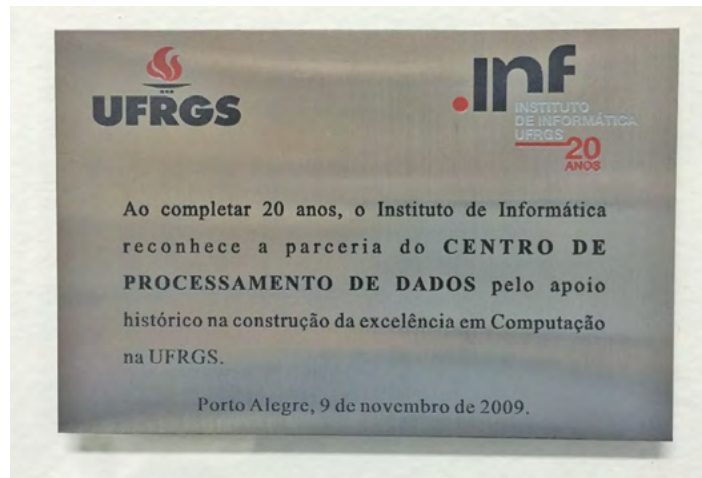 UFRGS
.inf
INSTITUTO
DE INFORMÁTICA
UFRGS
20
ANOS
Ao completar 20 anos, o Instituto de Informática
reconhece a parceria do CENTRO DE
PROCESSAMENTO DE DADOS pelo apoio
histórico na construção da excelência em Computação
na UFRGS.
Porto Alegre, 9 de novembro de 2009.